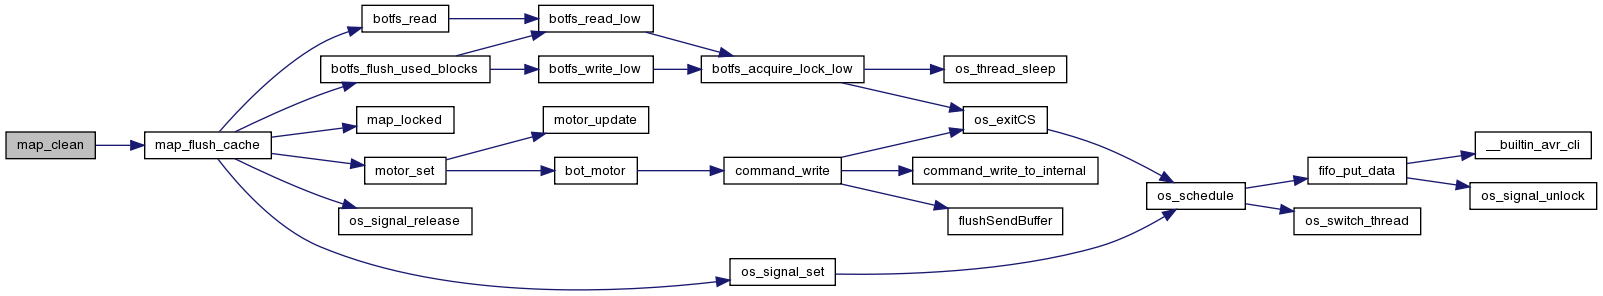 map_clean
map_flush_cache
botfs_read
botfs_flush_used_blocks
map_locked
motor_set
os_signal_release
botfs_read_low
botfs_write_low
motor_update
bot_motor
botfs_acquire_lock_low
command_write
os_signal_set
os_thread_sleep
os_exitCS
command_write_to_internal
flushSendBuffer
os_schedule
fifo_put_data
os_switch_thread
__builtin_avr_cli
os_signal_unlock